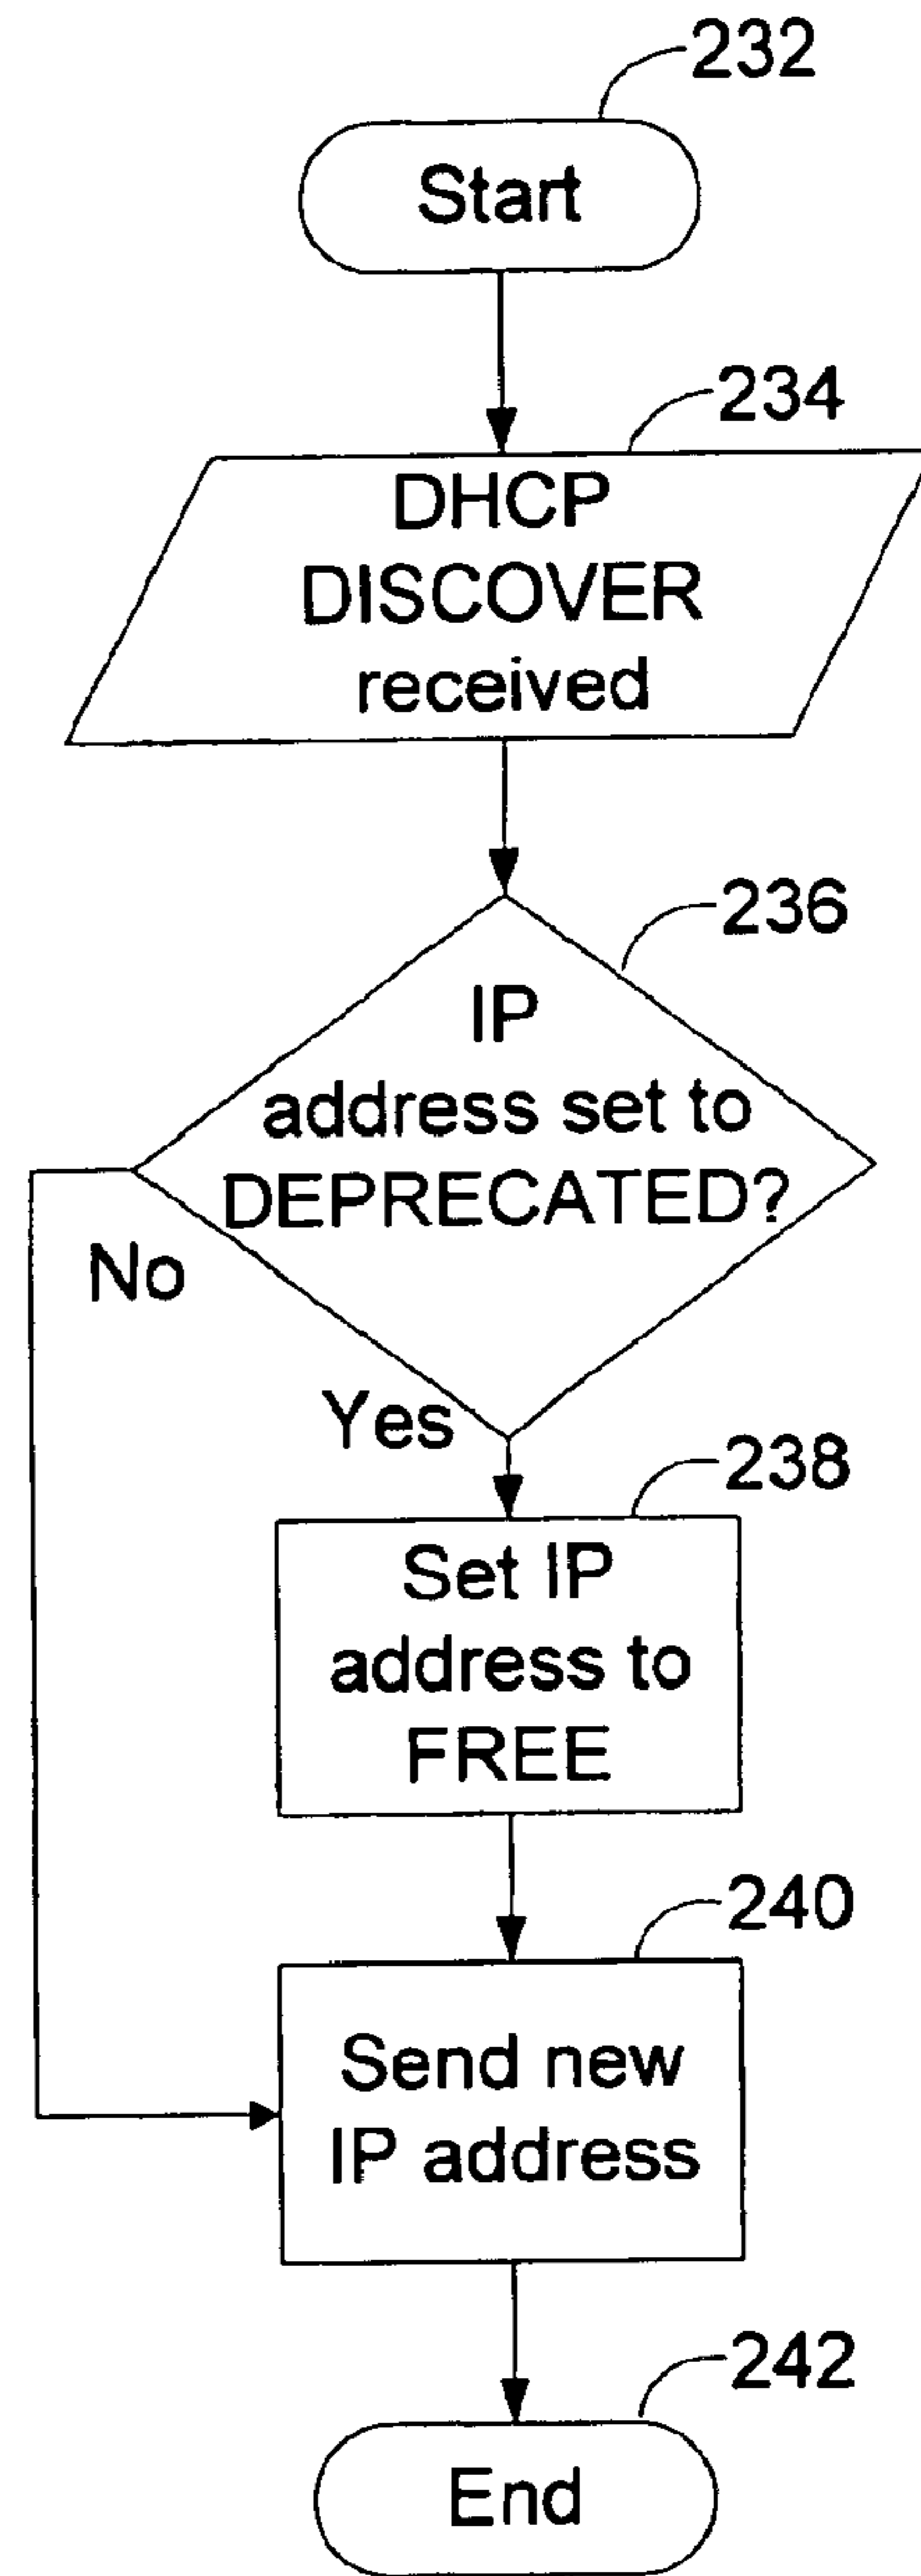 232
Start
234
DHCP
DISCOVER
received
236
IP
address set to
DEPRECATED?
No
Yes
238
Set IP
address to
FREE
240
Send new
IP address
242
End